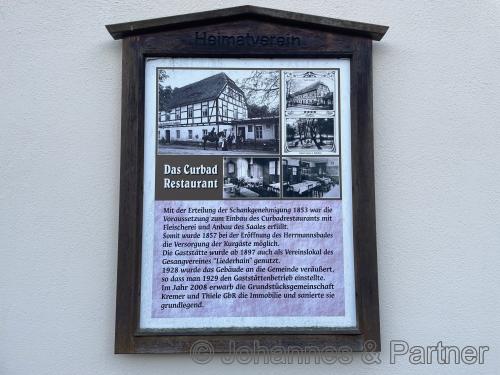 Heimatverein
Das Curbad
Restaurant
Mit der Erteilung der Schankgenehmigung 1853 war die
Voraussetzung zum Einbau des Curbadrestaurants mit
Fleischerei und Anbau des Saales erfüllt.
Somit wurde 1857 bei der Eröffnung des Herrmannsbades
die Versorgung der Kurgäste möglich.
Die Gaststätte wurde ab 1897 auch als Vereinslokal des
Gesangvereines "Liederhain" genutzt.
1928 wurde das Gebäude an die Gemeinde veräußert,
so dass man 1929 den Gaststättenbetrieb einstellte.
Im Jahr 2008 erwarb die Grundstücksgemeinschaft
Kremer und Thiele GbR die Immobilie und sanierte sie
grundlegend.
© Johannes & Partner